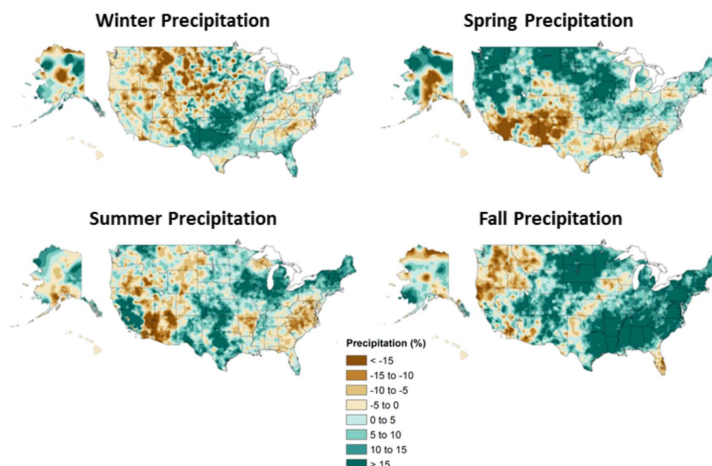 Winter Precipitation
Spring Precipitation
Summer Precipitation
Fall Precipitation
Precipitation (%)
< -15
-15 to -10
-10 to -5
-5 to 0
0 to 5
5 to 10
10 to 15
> 15